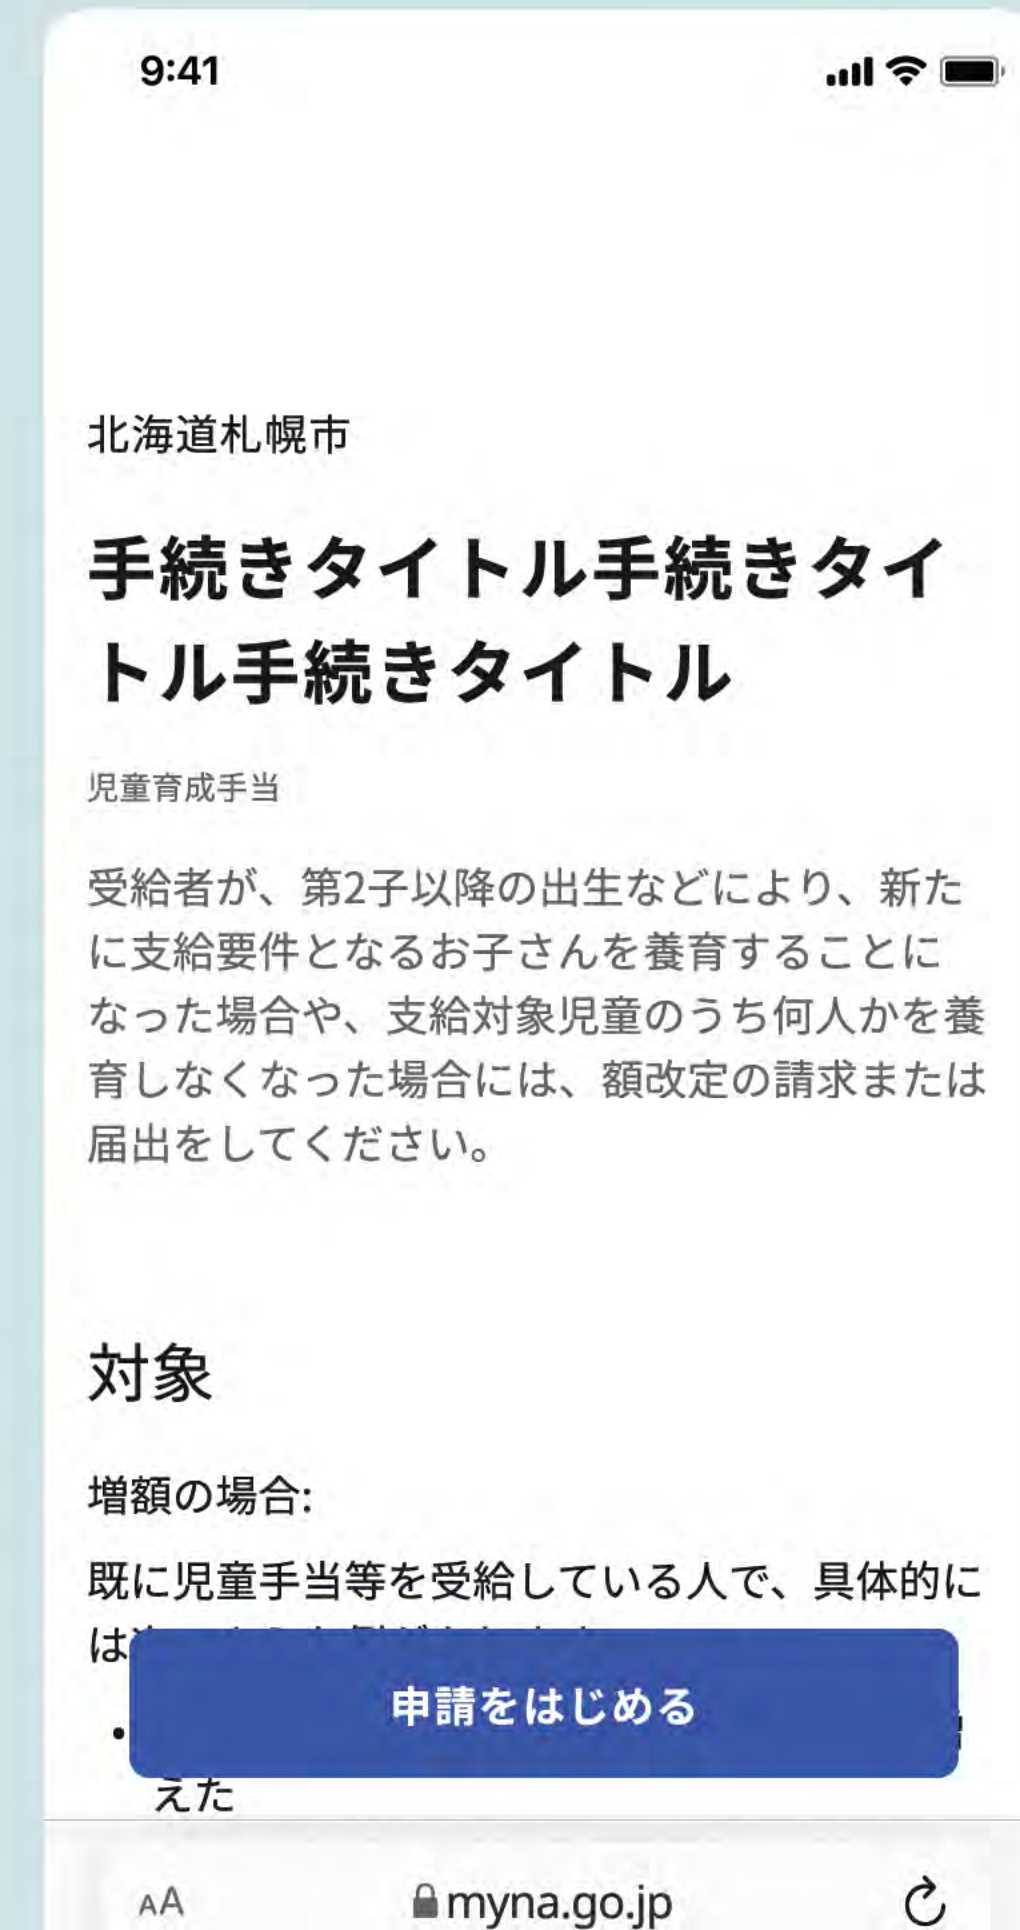 9:41
北海道札幌市
手続きタイトル手続きタイ
トル手続きタイトル
児童育成手当
受給者が、第2子以降の出生などにより、新た
に支給要件となるお子さんを養育することに
なった場合や、支給対象児童のうち何人かを養
育しなくなった場合には、額改定の請求または
届出をしてください。
対象
増額の場合:
既に児童手当等を受給している人で、具体的に
は
申請をはじめる
•
えた
AA
myna.go.jp